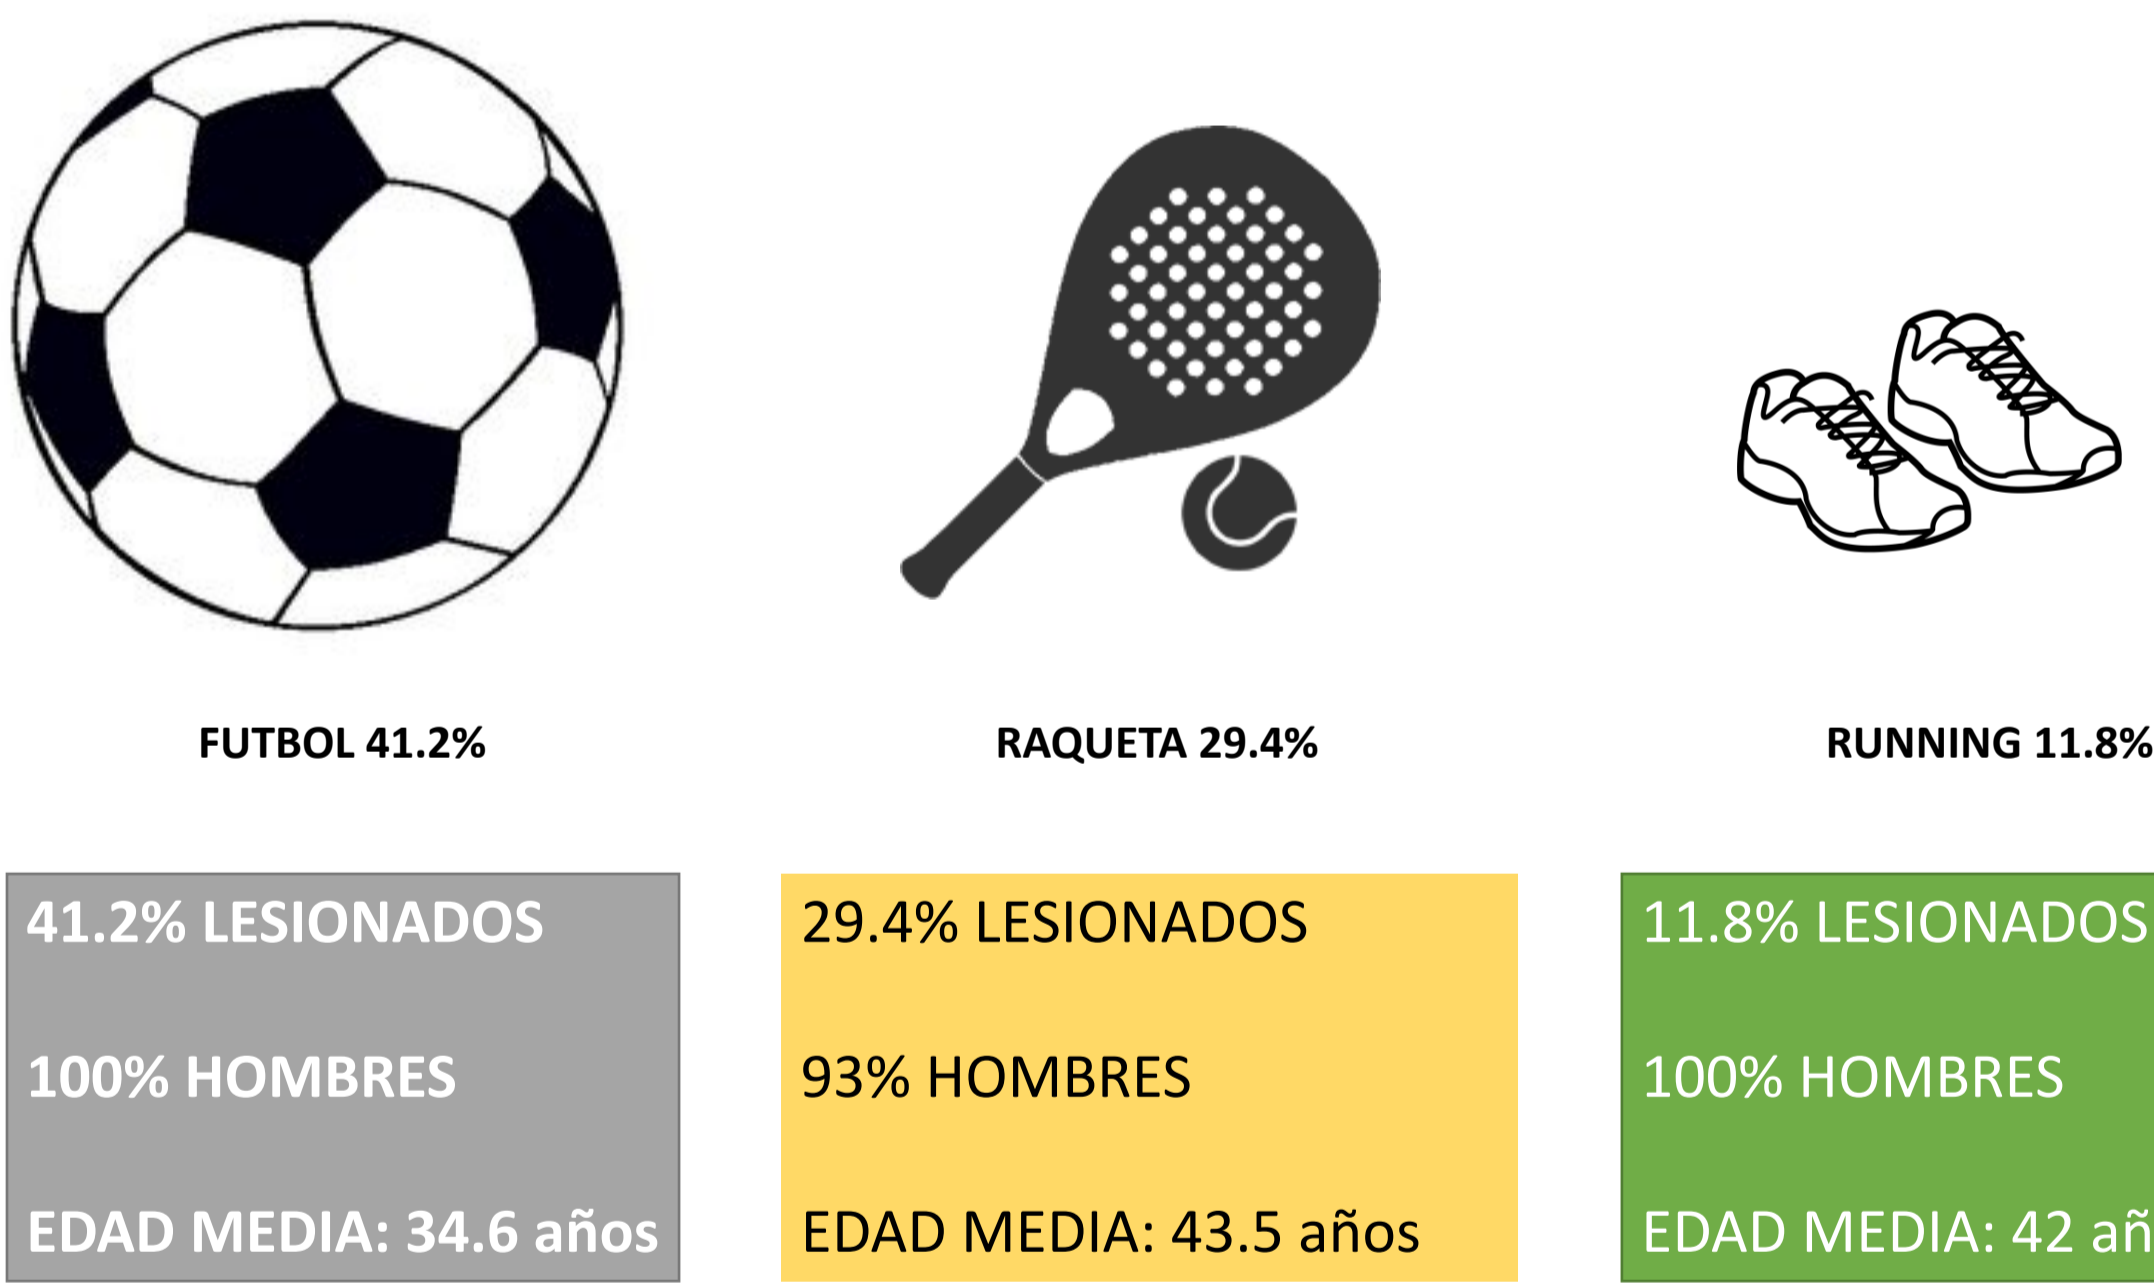 FUTBOL 41.2%
RAQUETA 29.4%
RUNNING 11.8%
41.2% LESIONADOS
100% HOMBRES
EDAD MEDIA: 34.6 años
29.4% LESIONADOS
93% HOMBRES
EDAD MEDIA: 43.5 años
11.8% LESIONADOS
100% HOMBRES
EDAD MEDIA: 42 añ